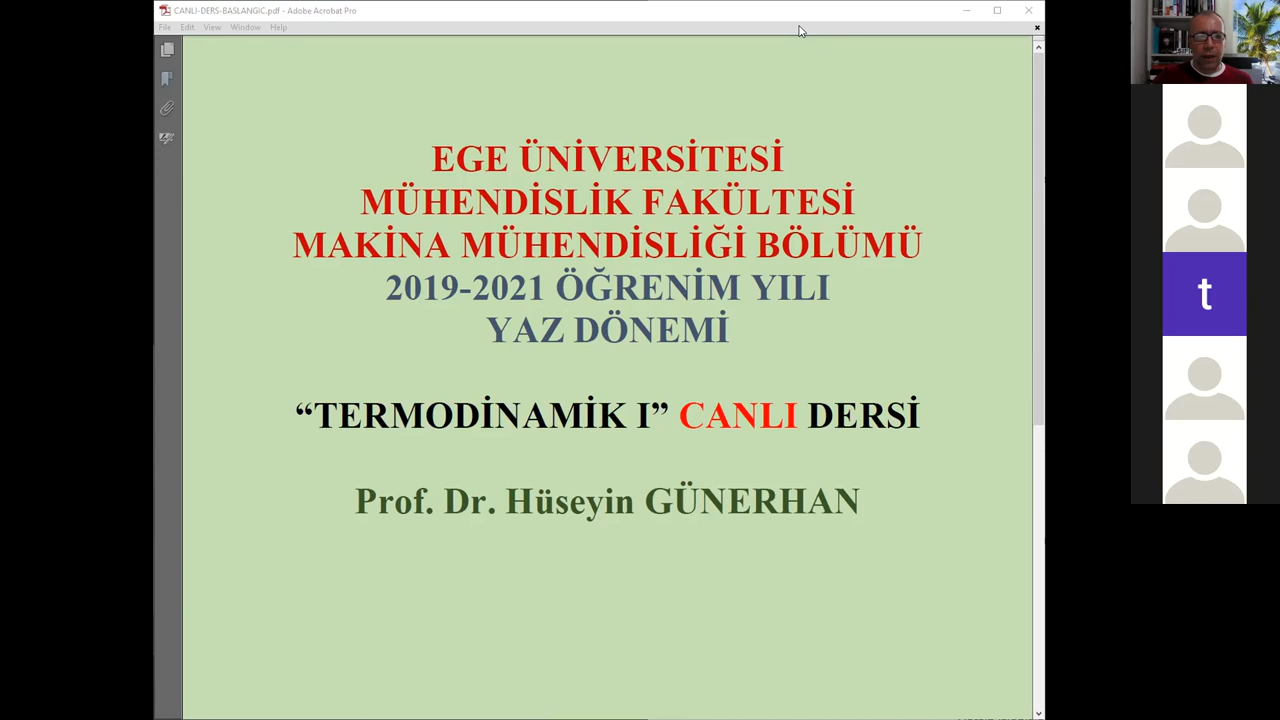 CANLI-DERS-BASLANGIC.pdf - Adobe Acrobat Pro
File Edit View Window Help
EGE ÜNİVERSİTESİ
MÜHENDİSLİK FAKÜLTESİ
MAKİNA MÜHENDİSLİĞİ BÖLÜMÜ
2019-2021 ÖĞRENİM YILI
YAZ DÖNEMİ
“TERMODİNAMİK I” CANLI DERSİ
Prof. Dr. Hüseyin GÜNERHAN
t